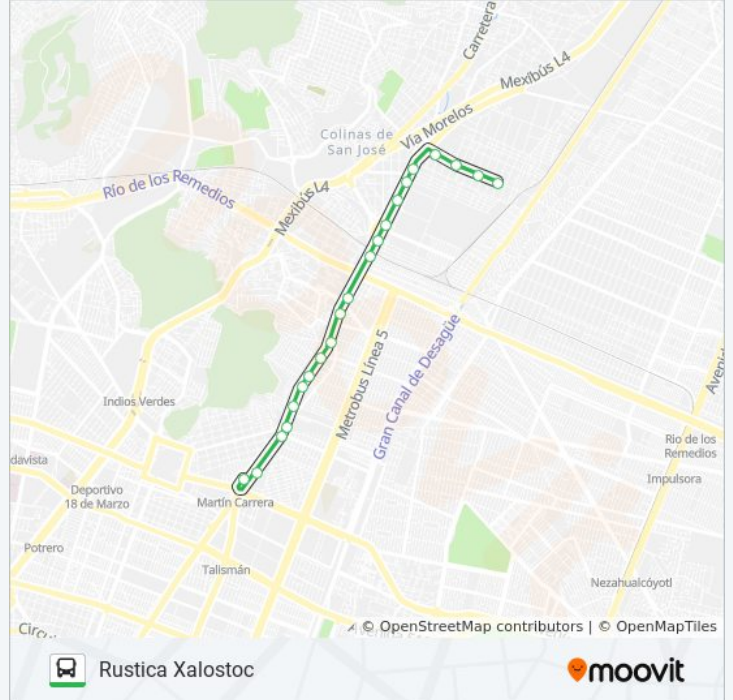 Carretera
Mexibús L4
Vía Morelos
Colinas de
San José
Río de los Remedios
Mexibús L4
Metrobus Línea 5
Gran Canal de Desagüe
Indios Verdes
Rio de los
Remedios
Impulsora
Deportivo
18 de Marzo
Martín Carrera
Potrero
Talismán
Nezahualcóyotl
© OpenStreetMap contributors | © OpenMapTiles
Rustica Xalostoc
moovit